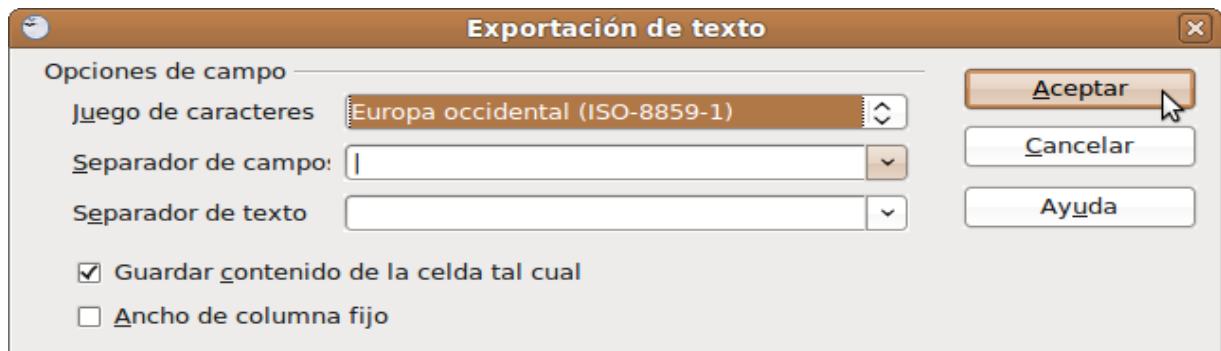 Exportación de texto
Opciones de campo
Juego de caracteres
Europa occidental (ISO-8859-1)
Separador de campos
|
Separador de texto
Guardar contenido de la celda tal cual
Ancho de columna fijo
Aceptar
Cancelar
Ayuda